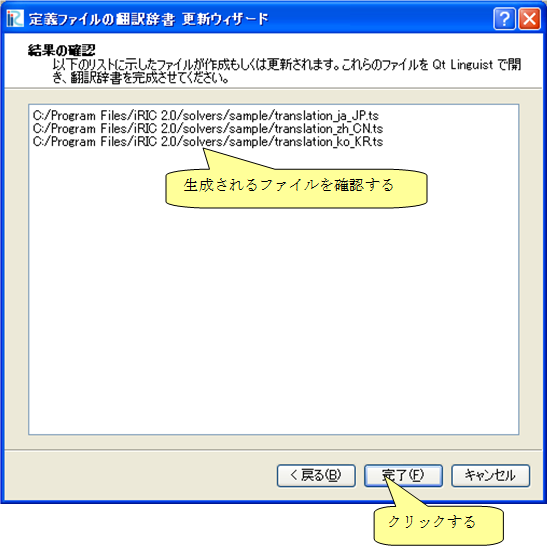 定義ファイルの翻訳辞書 更新ウィザード
結果の確認
以下のリストに示したファイルが作成もしくは更新されます。これらのファイルを Qt Linguist で開
き、翻訳辞書を完成させてください。
C:/Program Files/iRIC 2.0/solvers/sample/translation_ja_JP.ts
C:/Program Files/iRIC 2.0/solvers/sample/translation_zh_CN.ts
C:/Program Files/iRIC 2.0/solvers/sample/translation_ko_KR.ts
生成されるファイルを確認する
< 戻る(B) 完了(F) キャンセル
クリックする